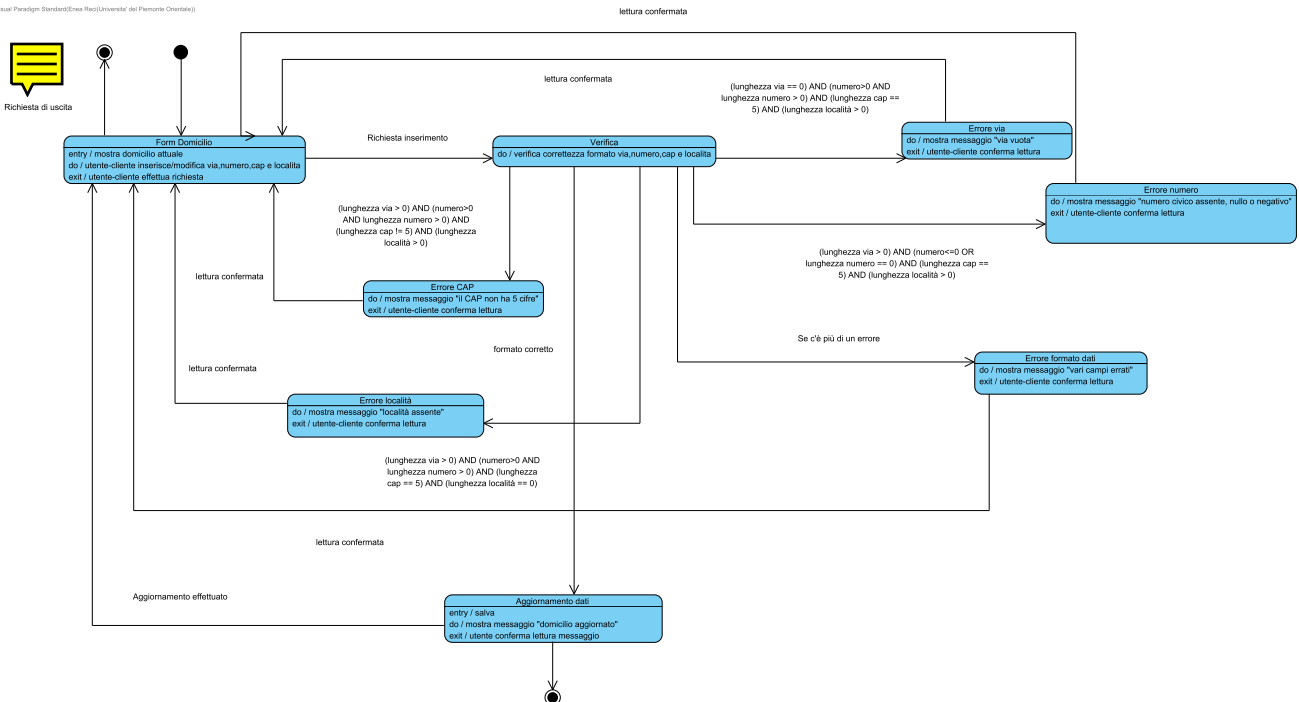 sual Paradigm Standard(Enea Reci(Universita' del Piemonte Orientale))
lettura confermata
Richiesta di uscita
lettura confermata
(lunghezza via == 0) AND (numero>0 AND
lunghezza numero > 0) AND (lunghezza cap ==
5) AND (lunghezza località > 0)
Form Domicilio
entry / mostra domicilio attuale
do / utente-cliente inserisce/modifica via,numero,cap e localita
exit / utente-cliente effettua richiesta
Richiesta inserimento
Verifica
do / verifica correttezza formato via,numero,cap e localita
Errore via
do / mostra messaggio "via vuota"
exit / utente-cliente conferma lettura
Errore numero
do / mostra messaggio "numero civico assente, nullo o negativo"
exit / utente-cliente conferma lettura
(lunghezza via > 0) AND (numero>0
AND lunghezza numero > 0) AND
(lunghezza cap != 5) AND (lunghezza
località > 0)
(lunghezza via > 0) AND (numero<=0 OR
lunghezza numero == 0) AND (lunghezza cap ==
5) AND (lunghezza località > 0)
lettura confermata
Errore CAP
do / mostra messaggio "il CAP non ha 5 cifre"
exit / utente-cliente conferma lettura
formato corretto
Se c'è più di un errore
Errore formato dati
do / mostra messaggio "vari campi errati"
exit / utente-cliente conferma lettura
lettura confermata
Errore località
do / mostra messaggio "località assente"
exit / utente-cliente conferma lettura
(lunghezza via > 0) AND (numero>0 AND
lunghezza numero > 0) AND (lunghezza
cap == 5) AND (lunghezza località == 0)
lettura confermata
Aggiornamento effettuato
Aggiornamento dati
entry / salva
do / mostra messaggio "domicilio aggiornato"
exit / utente conferma lettura messaggio